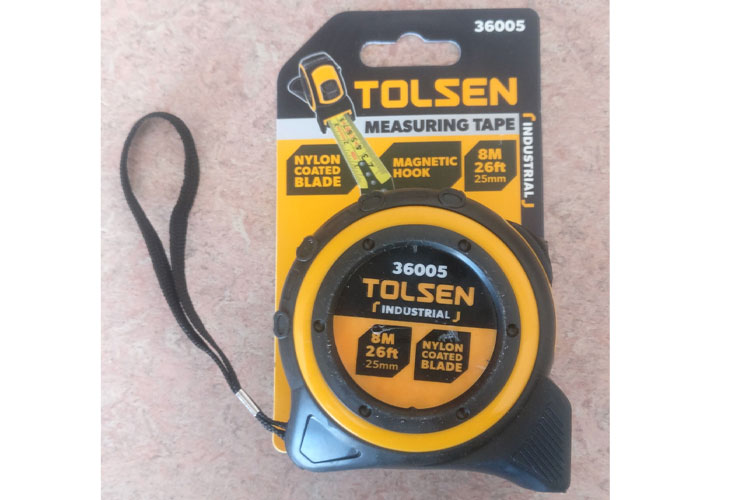 36005
TOLSEN
MEASURING TAPE
NYLON
COATED
BLADE
MAGNETIC
HOOK
8M
26ft
25mm
INDUSTRIAL
36005
TOLSEN
INDUSTRIAL
8M
26ft
25mm
NYLON
COATED
BLADE